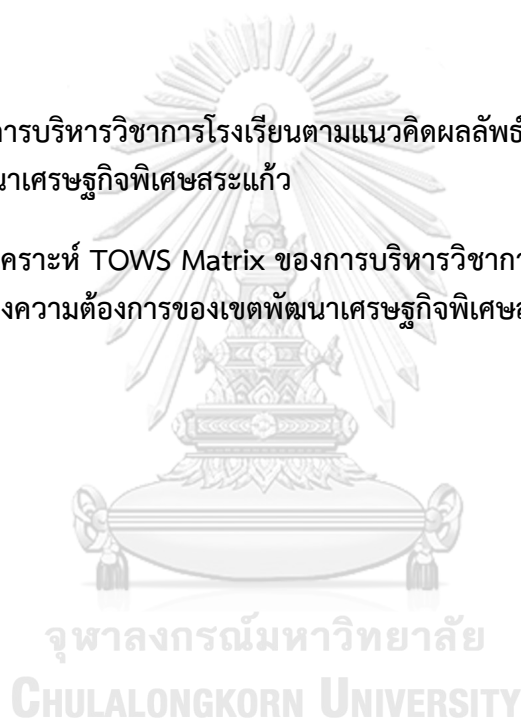 การบริหารวิชาการโรงเรียนตามแนวคิดผลลัพธ์
นาเศรษฐกิจพิเศษสระแก้ว
เคราะห์ TOWS Matrix ของการบริหารวิชาการ
งความต้องการของเขตพัฒนาเศรษฐกิจพิเศษส
จุฬาลงกรณ์มหาวิทยาลัย
CHULALONGKORN UNIVERSITY